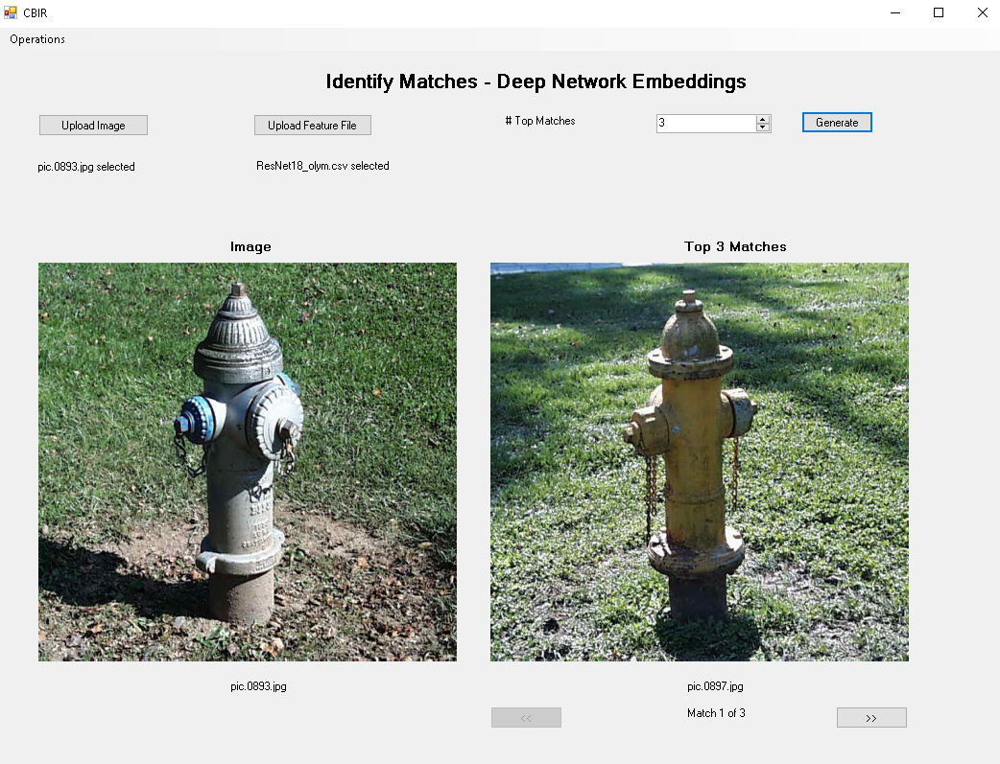 CBIR
Operations
Identify Matches - Deep Network Embeddings
Upload Image
Upload Feature File
# Top Matches
3
Generate
pic.0893.jpg selected
ResNet18_olym.csv selected
Image
Top 3 Matches
pic.0893.jpg
pic.0897.jpg
<<
Match 1 of 3
>>